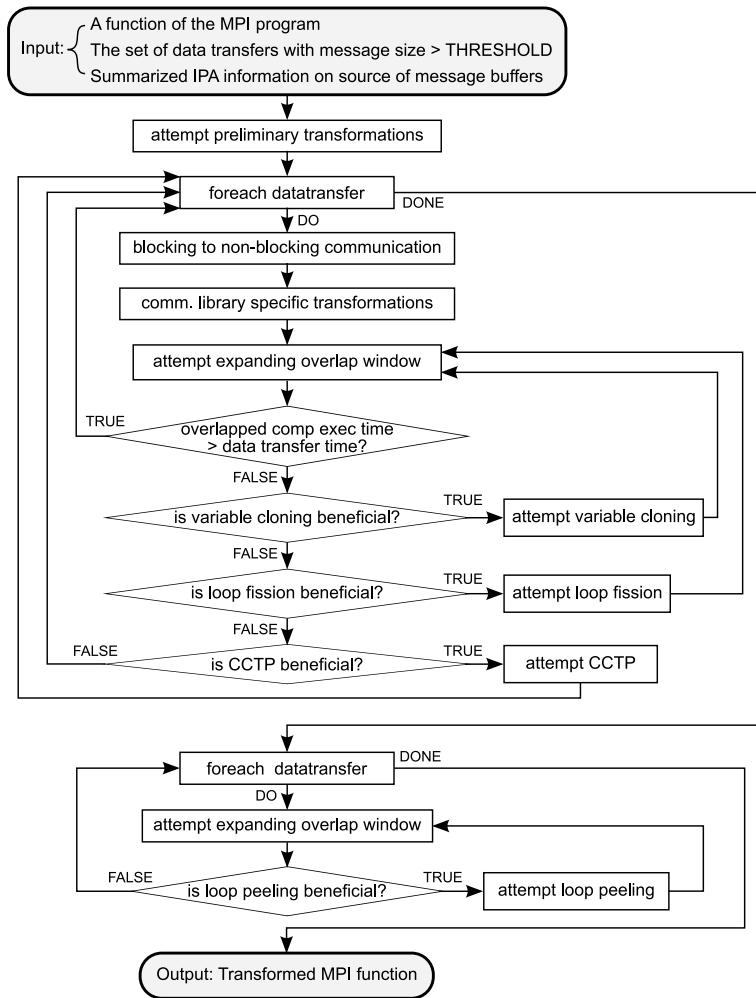 A function of the MPI program
Input:
The set of data transfers with message size > THRESHOLD
Summarized IPA information on source of message buffers
attempt preliminary transformations
foreach datatransfer
DONE
DO
blocking to non-blocking communication
comm. library specific transformations
attempt expanding overlap window
TRUE
overlapped comp exec time
> data transfer time?
FALSE
TRUE
is variable cloning beneficial?
attempt variable cloning
FALSE
TRUE
is loop fission beneficial?
attempt loop fission
FALSE
FALSE
TRUE
is CCTP beneficial?
attempt CCTP
foreach datatransfer
DONE
DO
attempt expanding overlap window
FALSE
TRUE
is loop peeling beneficial?
attempt loop peeling
Output: Transformed MPI function